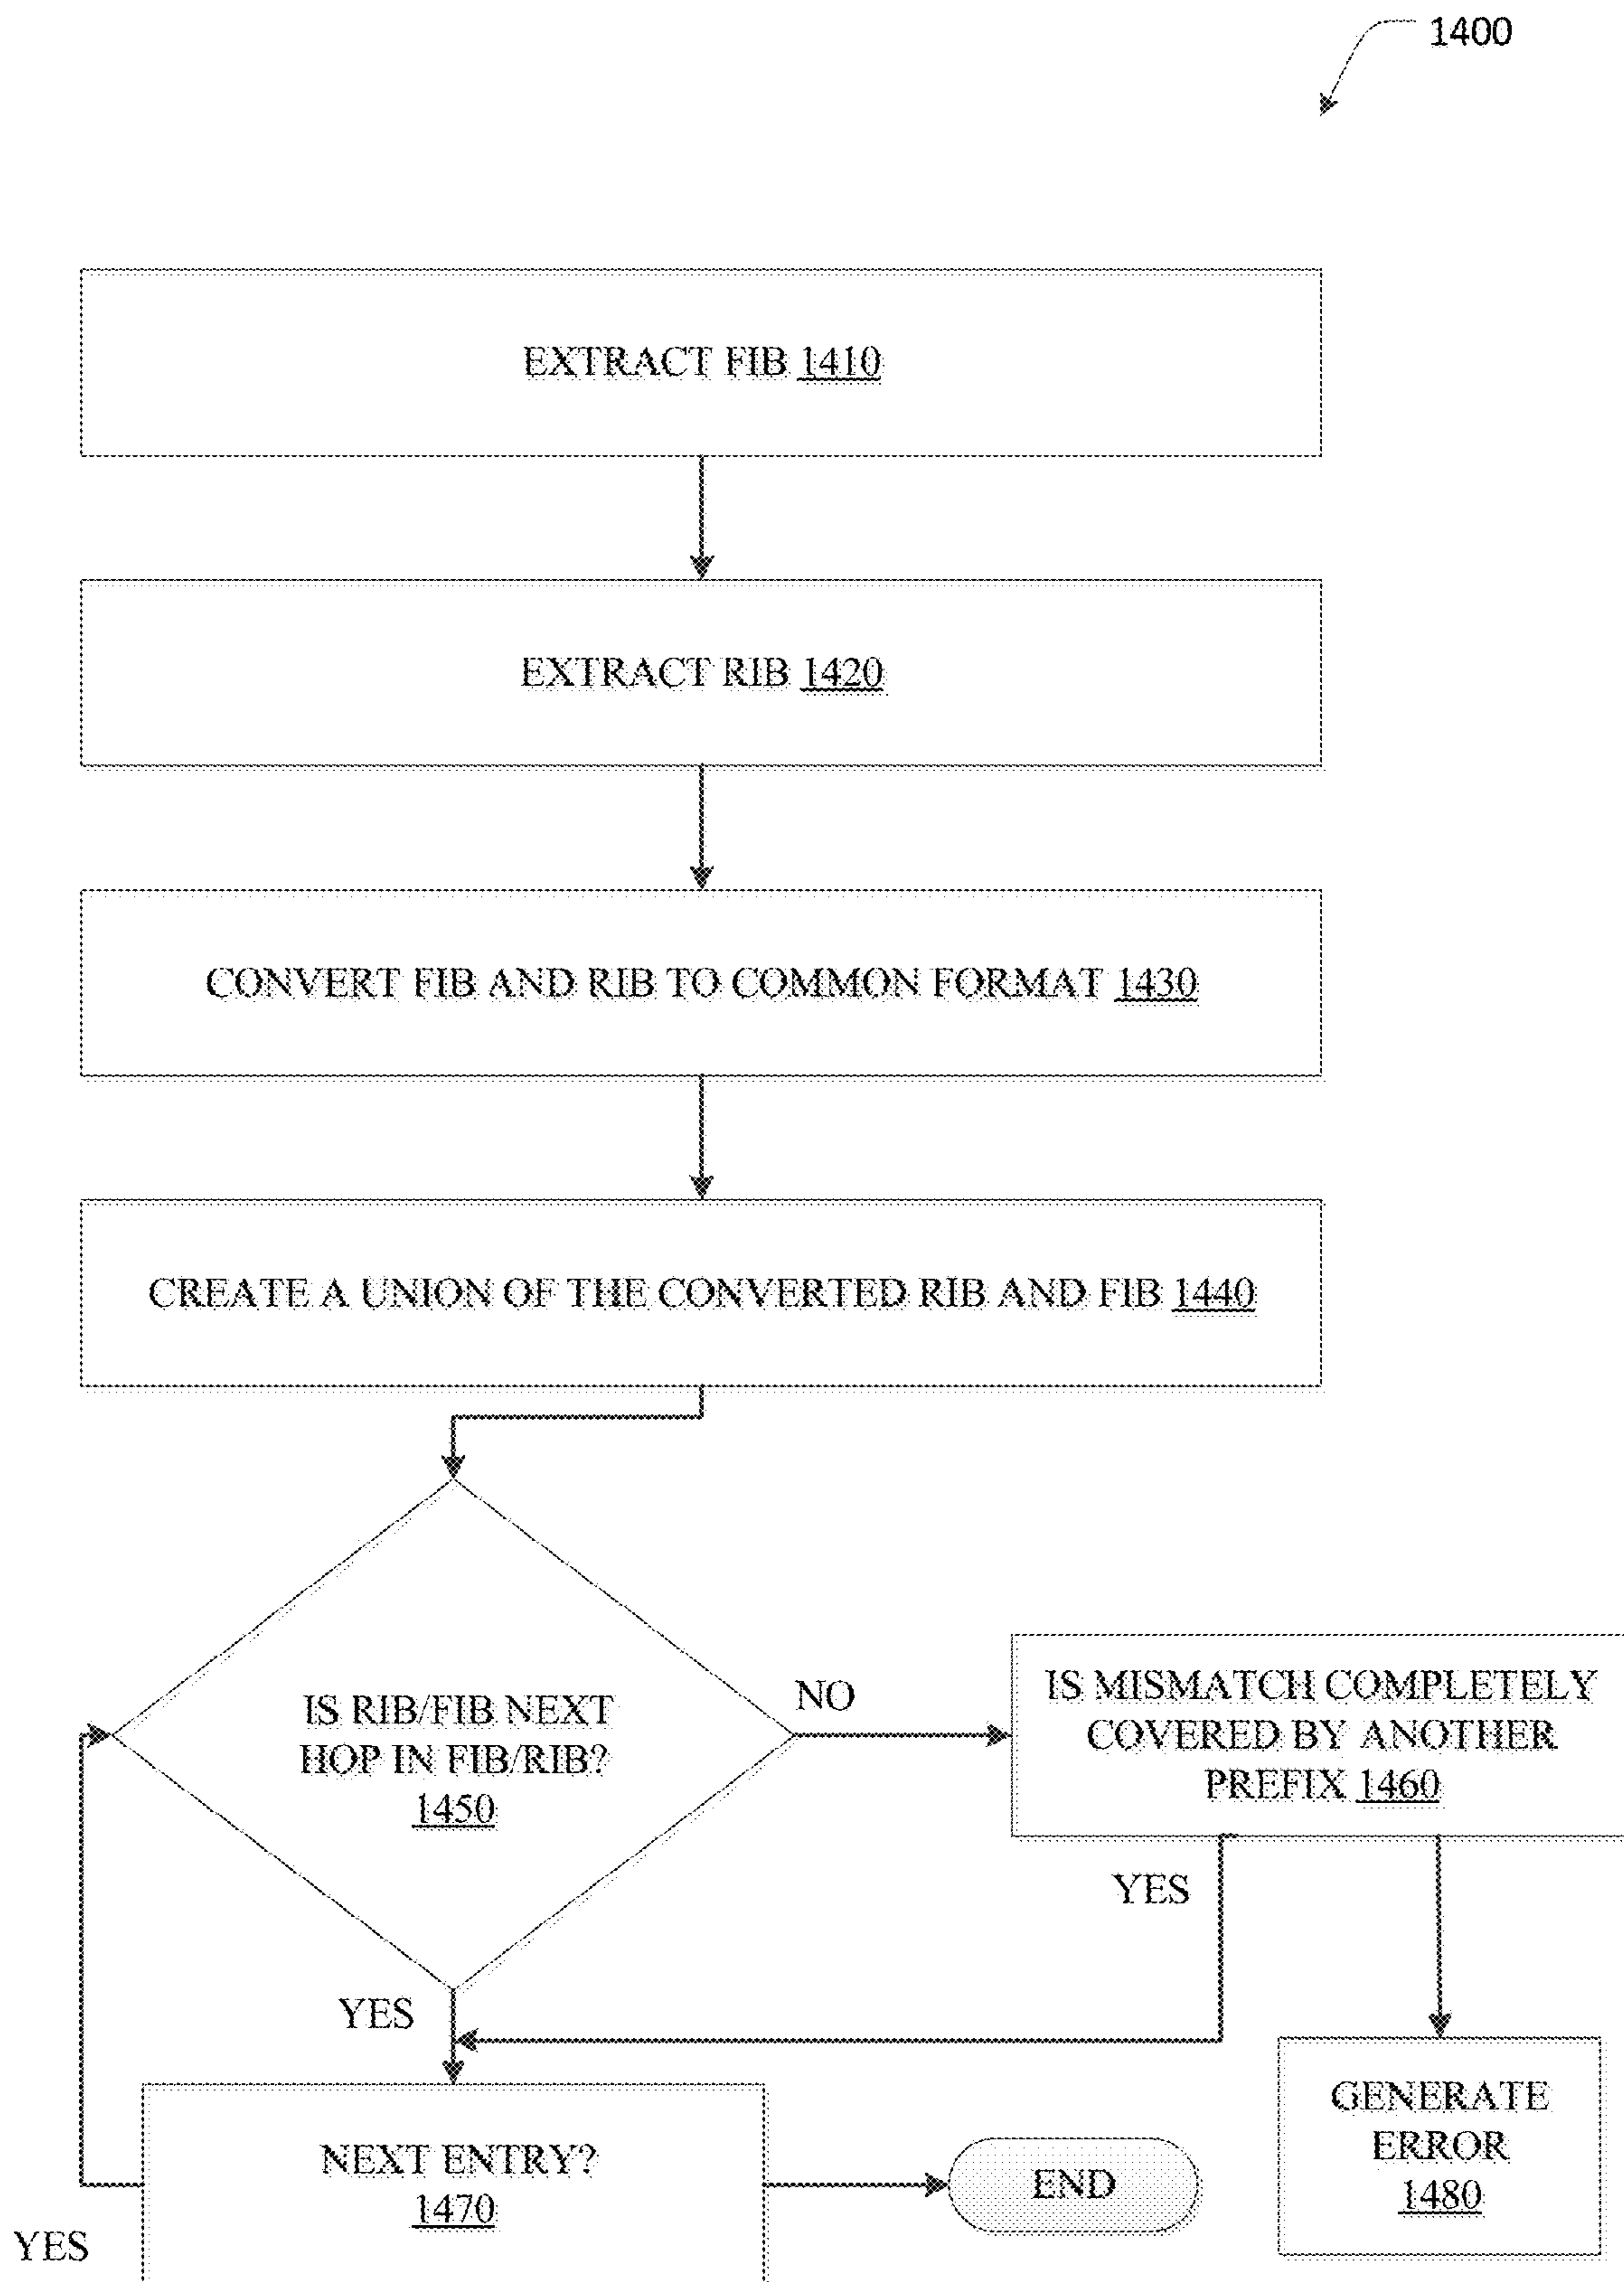 1400
EXTRACT FIB 1410
EXTRACT RIB 1420
CONVERT FIB AND RIB TO COMMON FORMAT 1430
CREATE A UNION OF THE CONVERTED RIB AND FIB 1440
IS RIB/FIB NEXT
HOP IN FIB/RIB?
1450
NO
IS MISMATCH COMPLETELY
COVERED BY ANOTHER
PREFIX 1460
YES
YES
NEXT ENTRY?
1470
YES
END
GENERATE
ERROR
1480